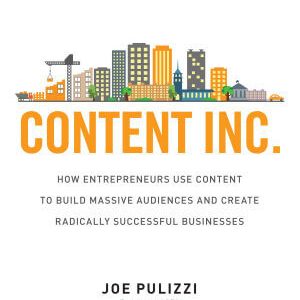 CONTENT INC.
HOW ENTREPRENEURS USE CONTENT
TO BUILD MASSIVE AUDIENCES AND CREATE
RADICALLY SUCCESSFUL BUSINESSES
JOE PULIZZI